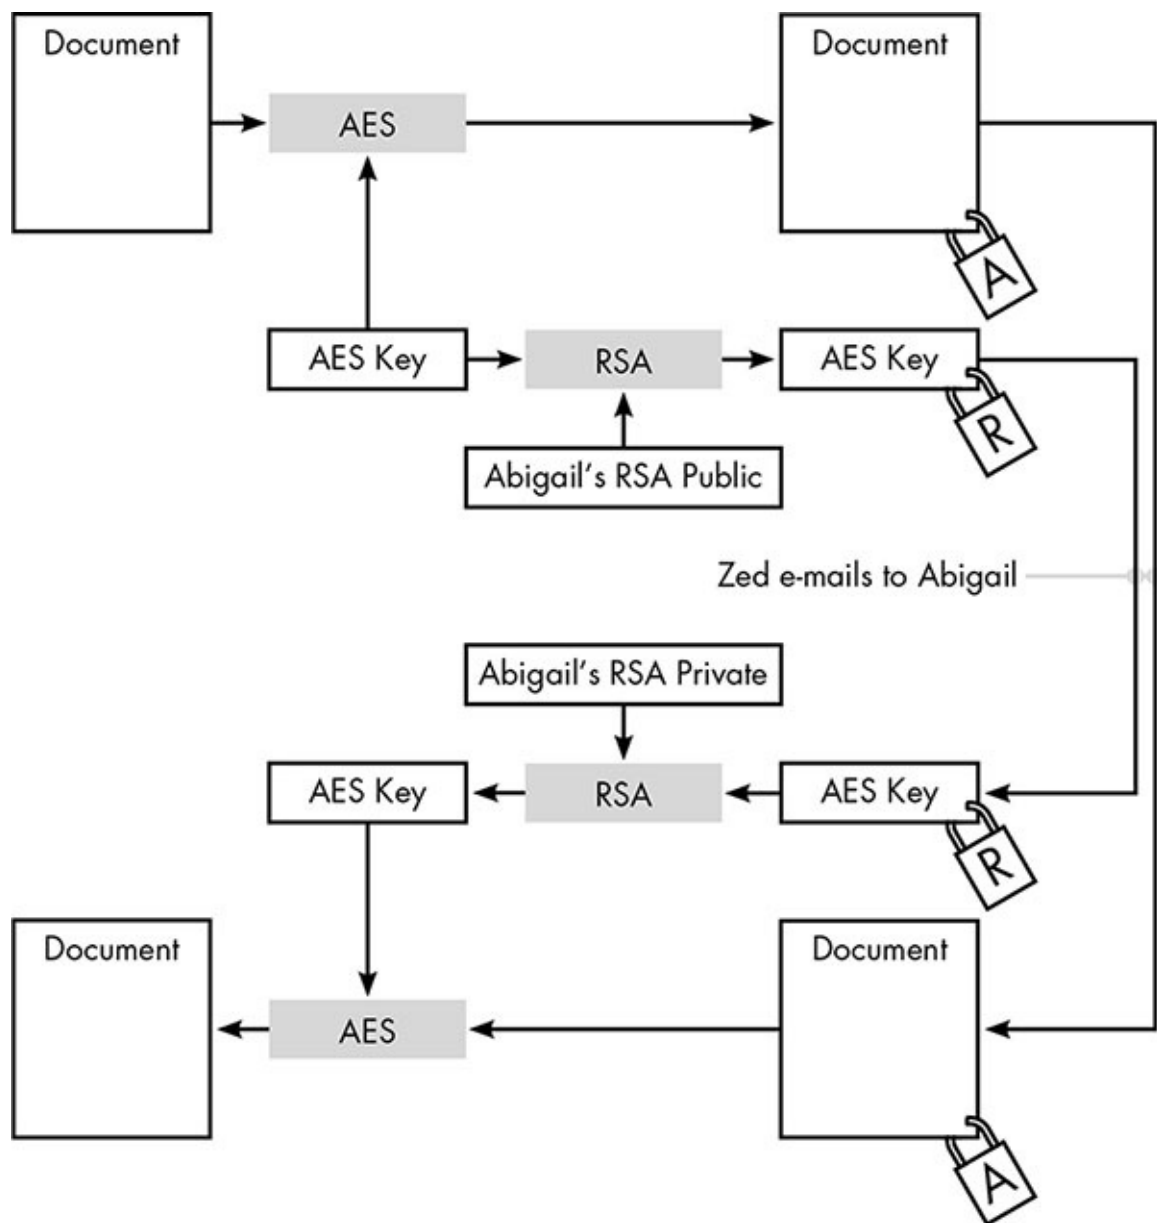 Document
Document
AES
A
AES Key
RSA
AES Key
R
Abigail's RSA Public
Zed e-mails to Abigail
Abigail's RSA Private
AES Key
RSA
AES Key
R
Document
Document
AES
A